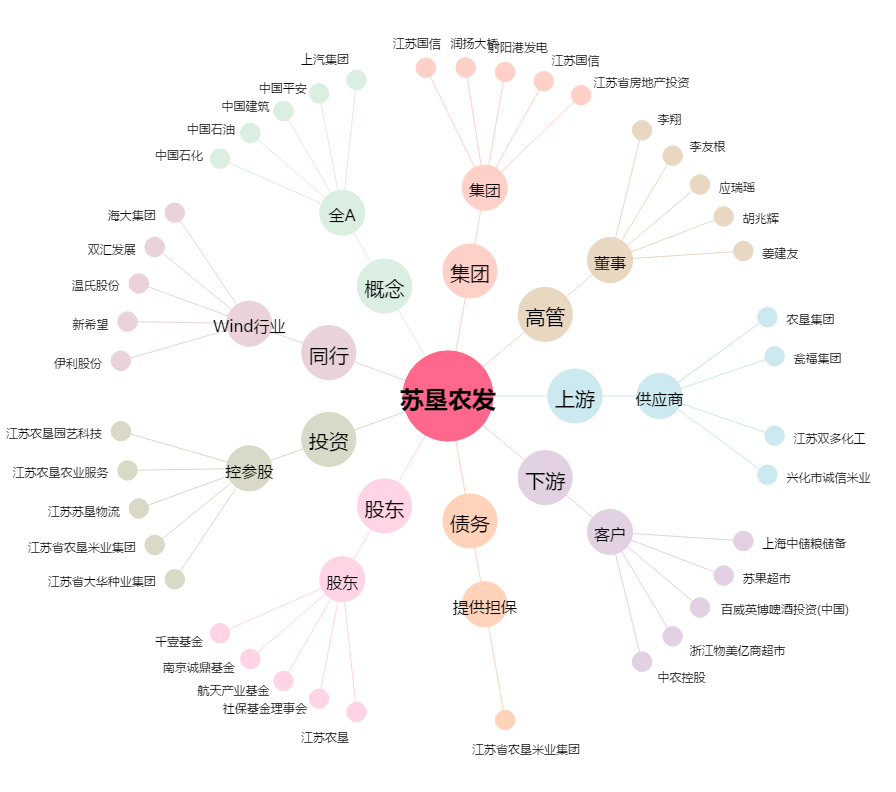 江苏国信
润扬大桥
射阳港发电
江苏国信
江苏省房地产投资
集团
集团
李翔
李友根
应瑞瑶
胡兆辉
姜建友
董事
高管
农垦集团
瓮福集团
江苏双多化工
兴化市诚信米业
供应商
上游
上海中储粮储备
苏果超市
百威英博啤酒投资(中国)
浙江物美亿商超市
中农控股
客户
下游
债务
提供担保
江苏省农垦米业集团
股东
股东
千壹基金
南京诚鼎基金
航天产业基金
社保基金理事会
江苏农垦
投资
控参股
江苏农垦园艺科技
江苏农垦农业服务
江苏苏垦物流
江苏省农垦米业集团
江苏省大华种业集团
同行
Wind行业
海大集团
双汇发展
温氏股份
新希望
伊利股份
概念
全A
上汽集团
中国平安
中国建筑
中国石油
中国石化
苏垦农发